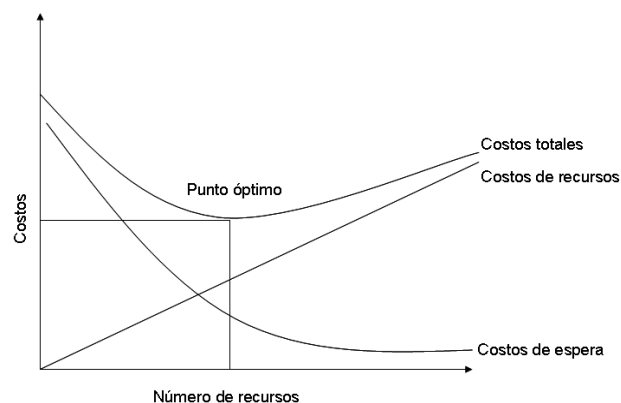 Costos totales
Costos de recursos
Punto óptimo
Costos
Costos de espera
Número de recursos